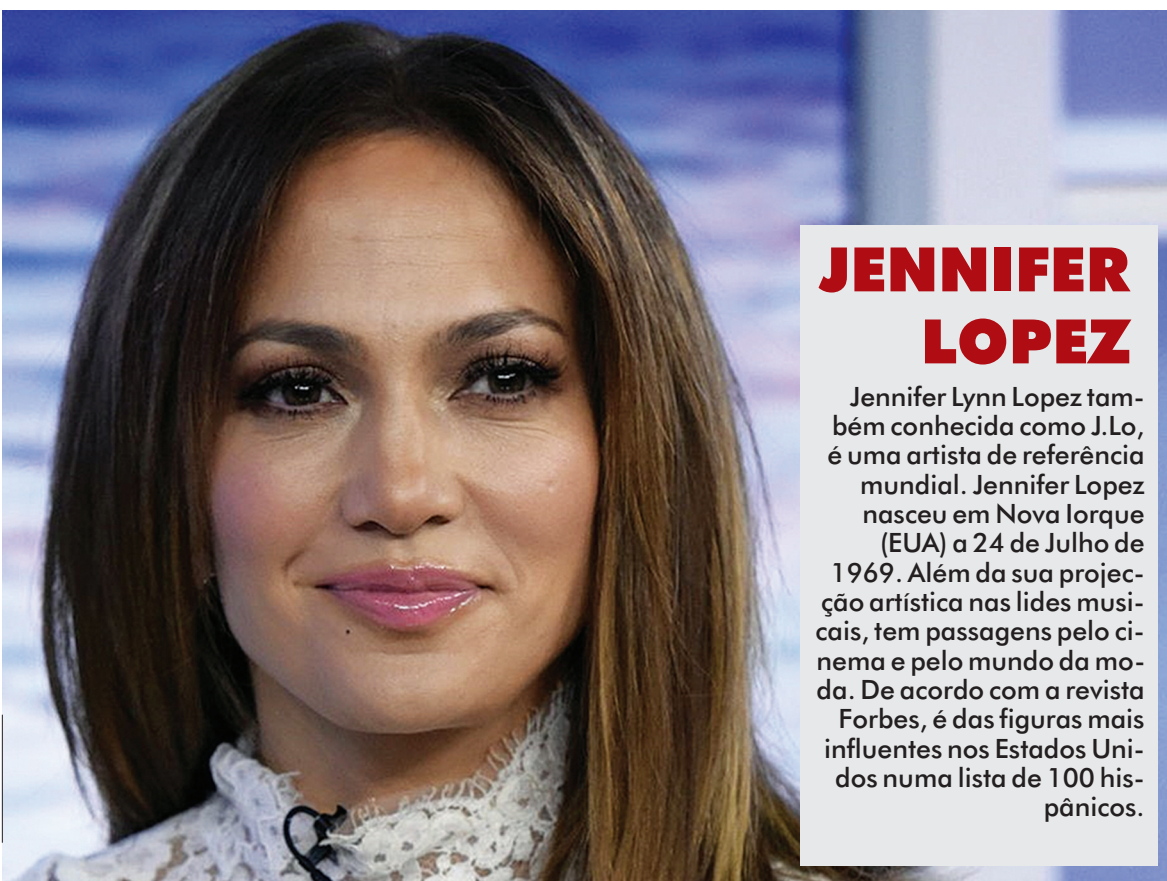 JENNIFER
LOPEZ
Jennifer Lynn Lopez tam-
bém conhecida como J.Lo,
é uma artista de referência
mundial. Jennifer Lopez
nasceu em Nova Iorque
(EUA) a 24 de Julho de
1969. Além da sua projec-
ção artística nas lides musi-
cais, tem passagens pelo ci-
nema e pelo mundo da mo-
da. De acordo com a revista
Forbes, é das figuras mais
influentes nos Estados Uni-
dos numa lista de 100 his-
pânicos.